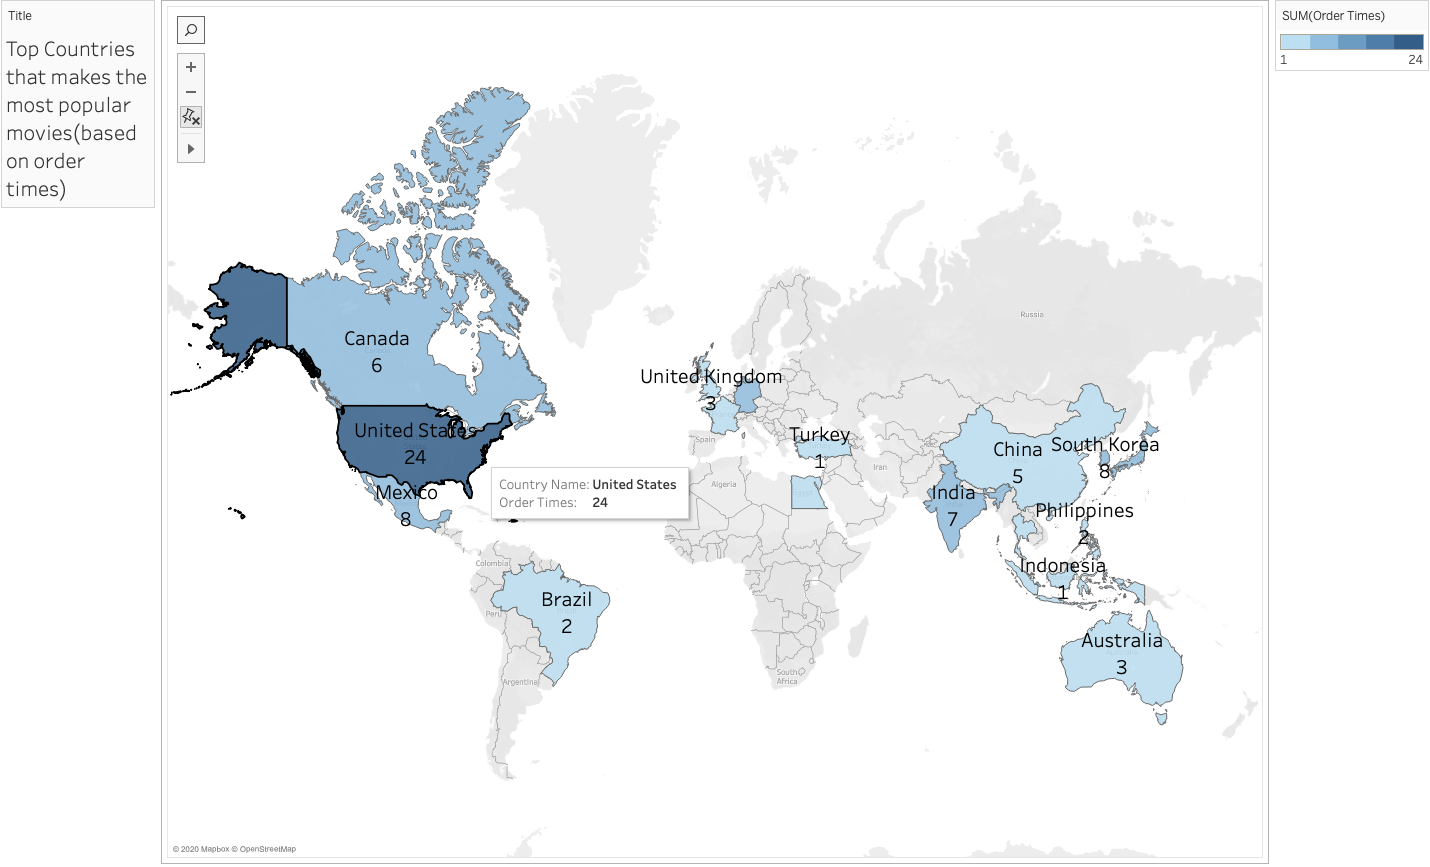 Title
Top Countries
that makes the
most popular
movies(based
on order
times)
SUM(Order Times)
1
24
Russia
Canada
6
United Kingdom
3
United States
24
Turkey
1
Spain
China
5
South Korea
8
Iran
Algeria
Country Name: United States
Order Times: 24
Mexico
8
India
7
Philippines
2
Colombia
Indonesia
1
Brazil
2
Peru
Australia
3
South
Africa
Argentina
© 2020 Mapbox © OpenStreetMap